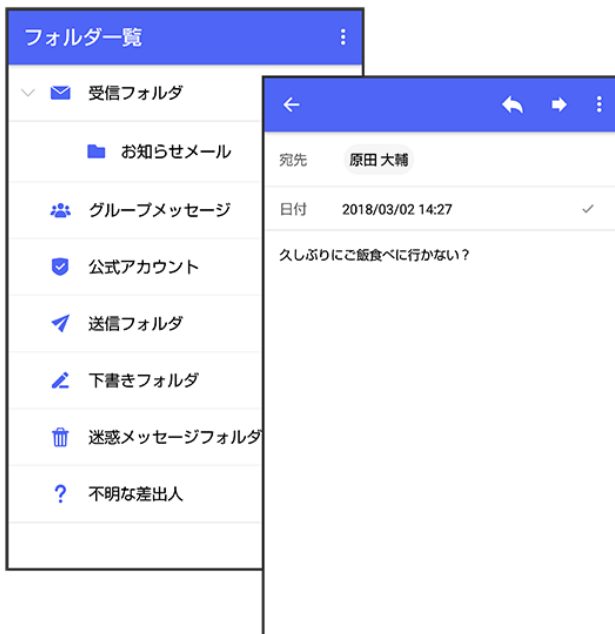 フォルダ一覧
受信フォルダ
お知らせメール
グループメッセージ
公式アカウント
送信フォルダ
下書きフォルダ
迷惑メッセージフォルダ
不明な差出人
宛先 原田 大輔
日付 2018/03/02 14:27
久しぶりにご飯食べに行かない？